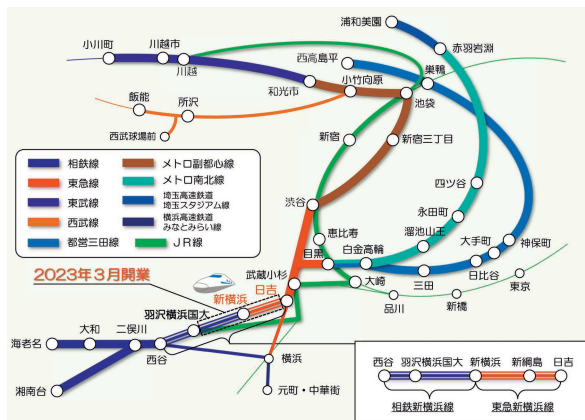 浦和美園
赤羽岩淵
小川町
川越市
川越
西高島平
巣鴨
和光市
小竹向原
池袋
飯能
所沢
西武球場前
新宿
新宿三丁目
相鉄線
メトロ副都心線
東急線
メトロ南北線
東武線
埼玉高速鉄道
埼玉スタジアム線
西武線
横浜高速鉄道
みなとみらい線
都営三田線
JR線
四ツ谷
永田町
溜池山王
渋谷
恵比寿
目黒
白金高輪
大手町
神保町
日比谷
三田
東京
新橋
品川
大崎
武蔵小杉
2023年3月開業
日吉
新横浜
羽沢横浜国大
二俣川
大和
海老名
西谷
湘南台
横浜
元町・中華街
西谷 羽沢横浜国大 新横浜 新綱島 日吉
相鉄新横浜線 東急新横浜線